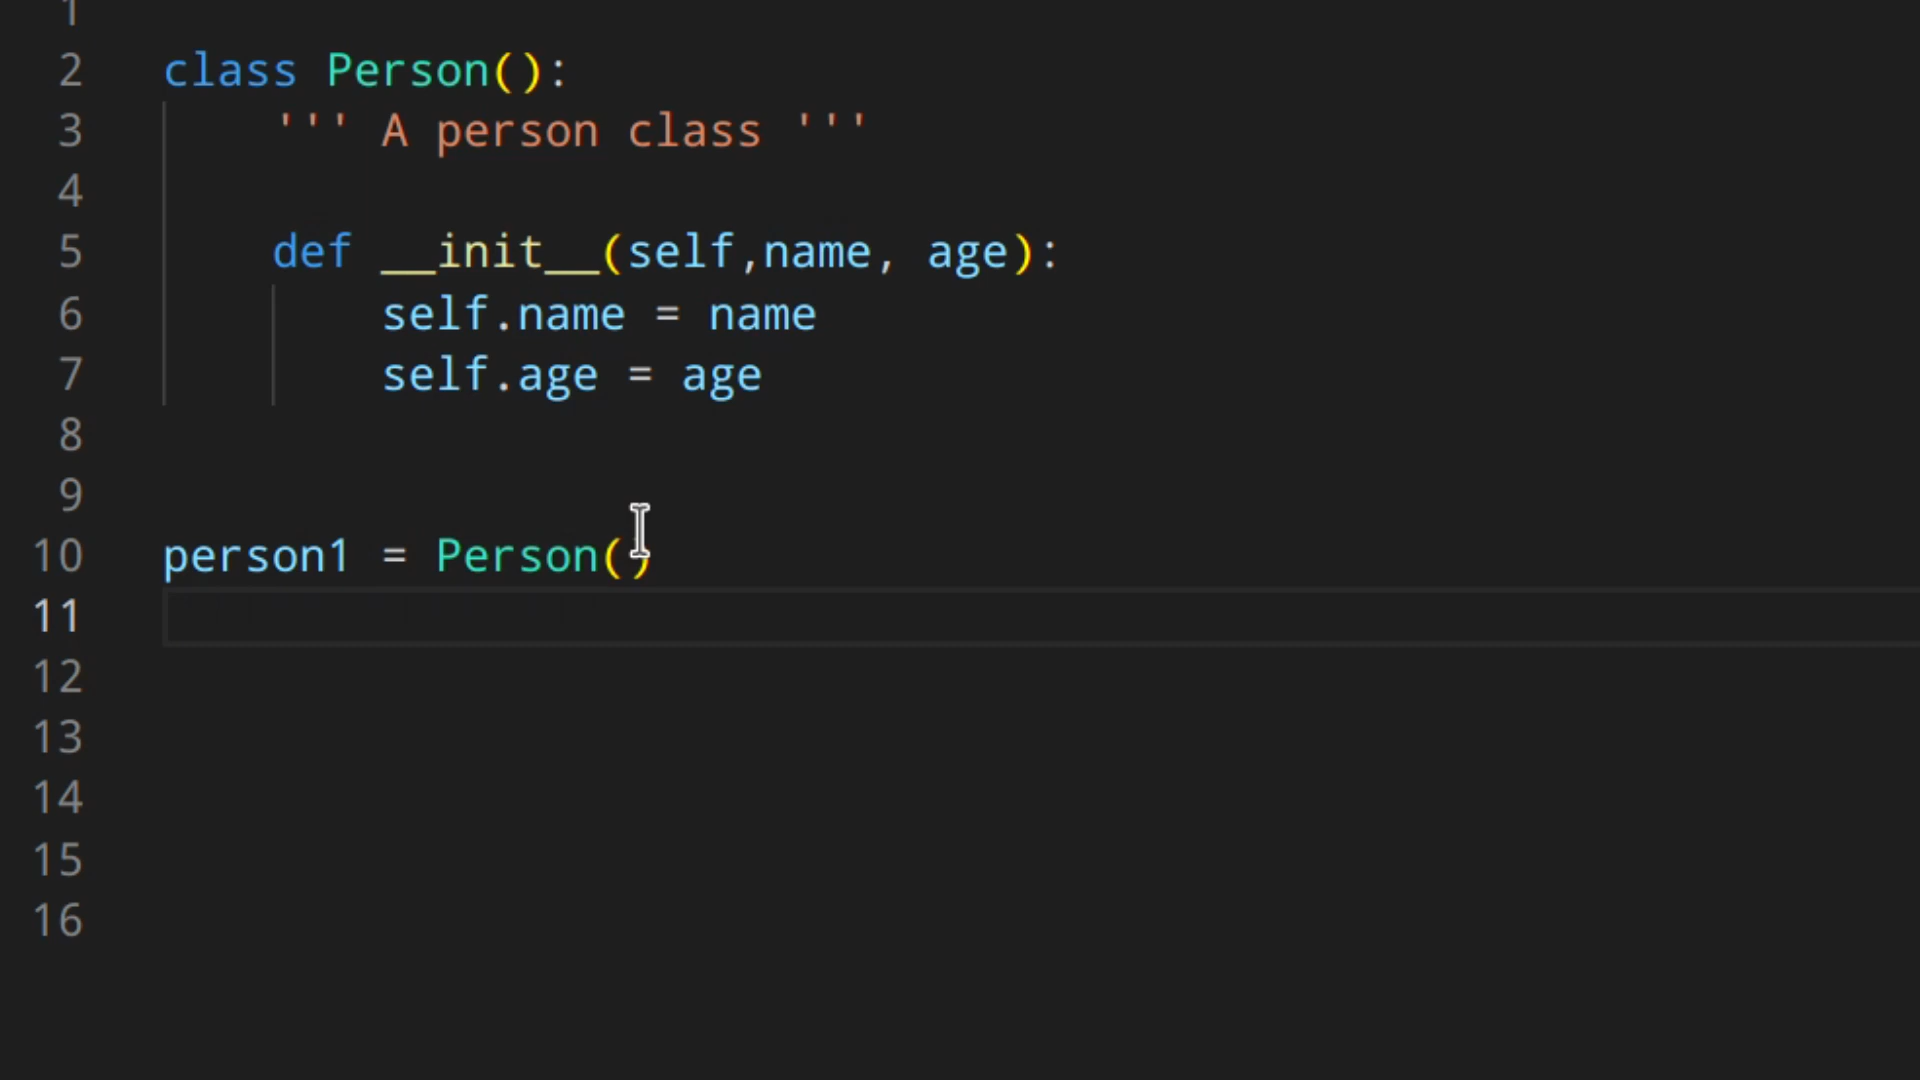 1
2 class Person():
3     ''' A person class '''
4
5     def __init__(self,name, age):
6         self.name = name
7         self.age = age
8
9
10 person1 = Person()
11
12
13
14
15
16